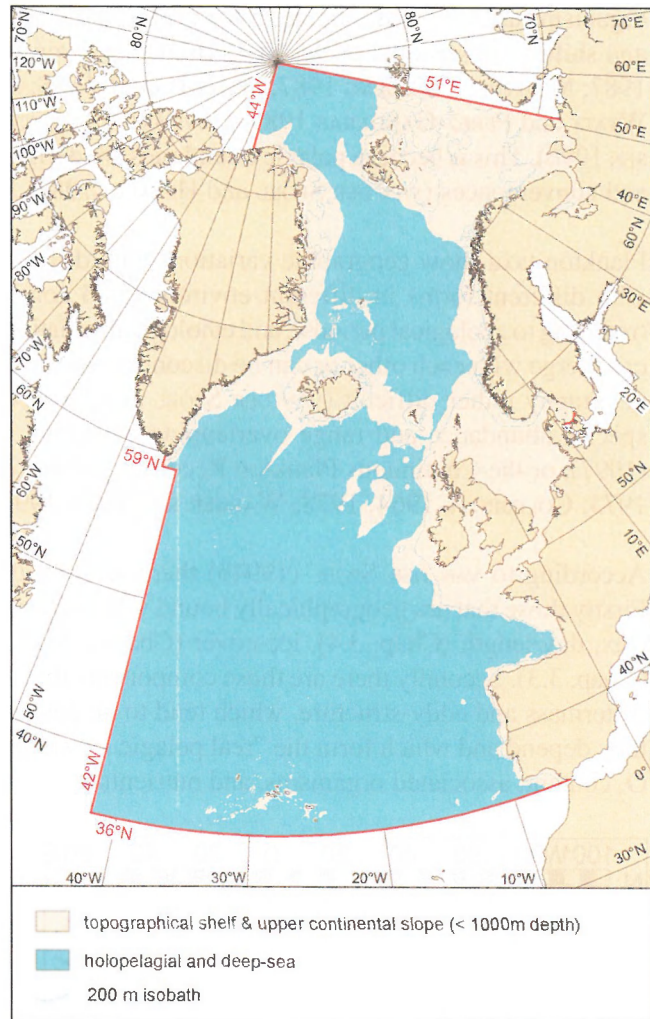 70°N
80°N
80°N
70°N
70°E
60°E
120°W
110°W
100°W
90°W
80°W
70°W
60°N
60°W
50°N
50°W
40°N
44°W
51°E
50°E
40°E
60°N
30°E
20°E
50°N
10°E
40°N
0°
30°N
59°N
42°W
36°N
40°W
30°W
20°W
10°W
topographical shelf & upper continental slope (< 1000m depth)
holopelagial and deep-sea
200 m isobath